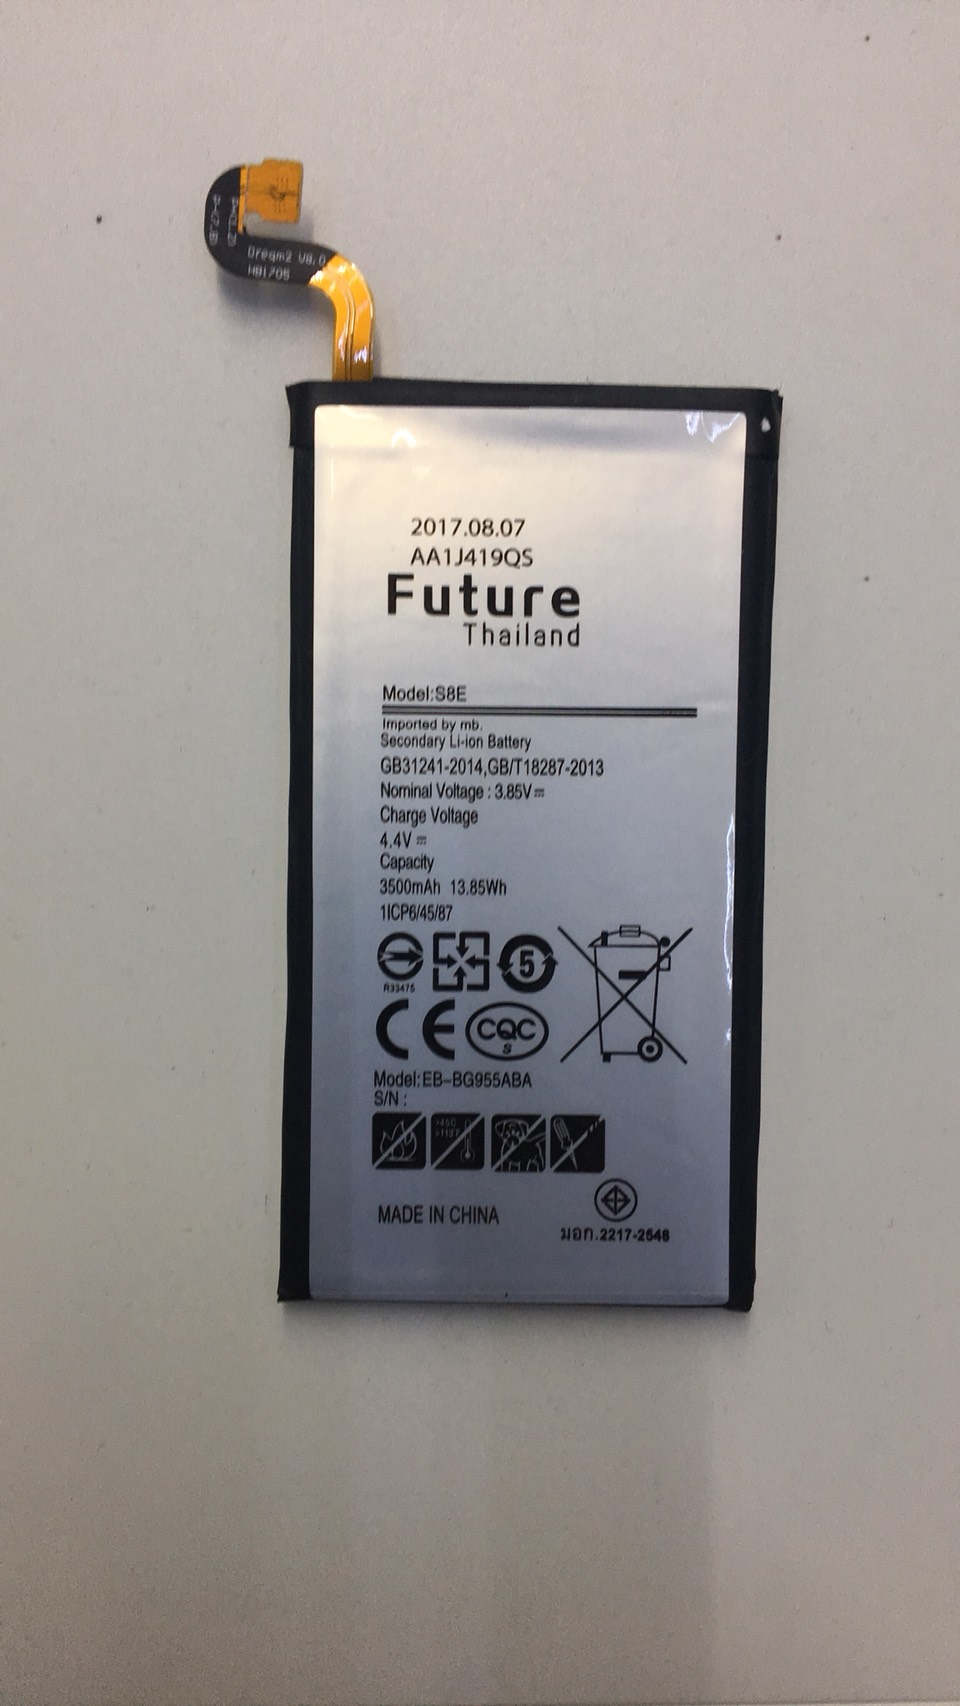 Dream2 V8.0
HB1705
2017.08.07
AA1J419QS
Future
Thailand
Model:S8E
Imported by mb.
Secondary Li-ion Battery
GB31241-2014,GB/T18287-2013
Nominal Voltage : 3.85V⎓
Charge Voltage
4.4V ⎓
Capacity
3500mAh 13.85Wh
1ICP6/45/87
5
R33475
CE
CQC
S
Model:EB-BG955ABA
S/N :
>45C
>113F
MADE IN CHINA
มอก.2217-2548